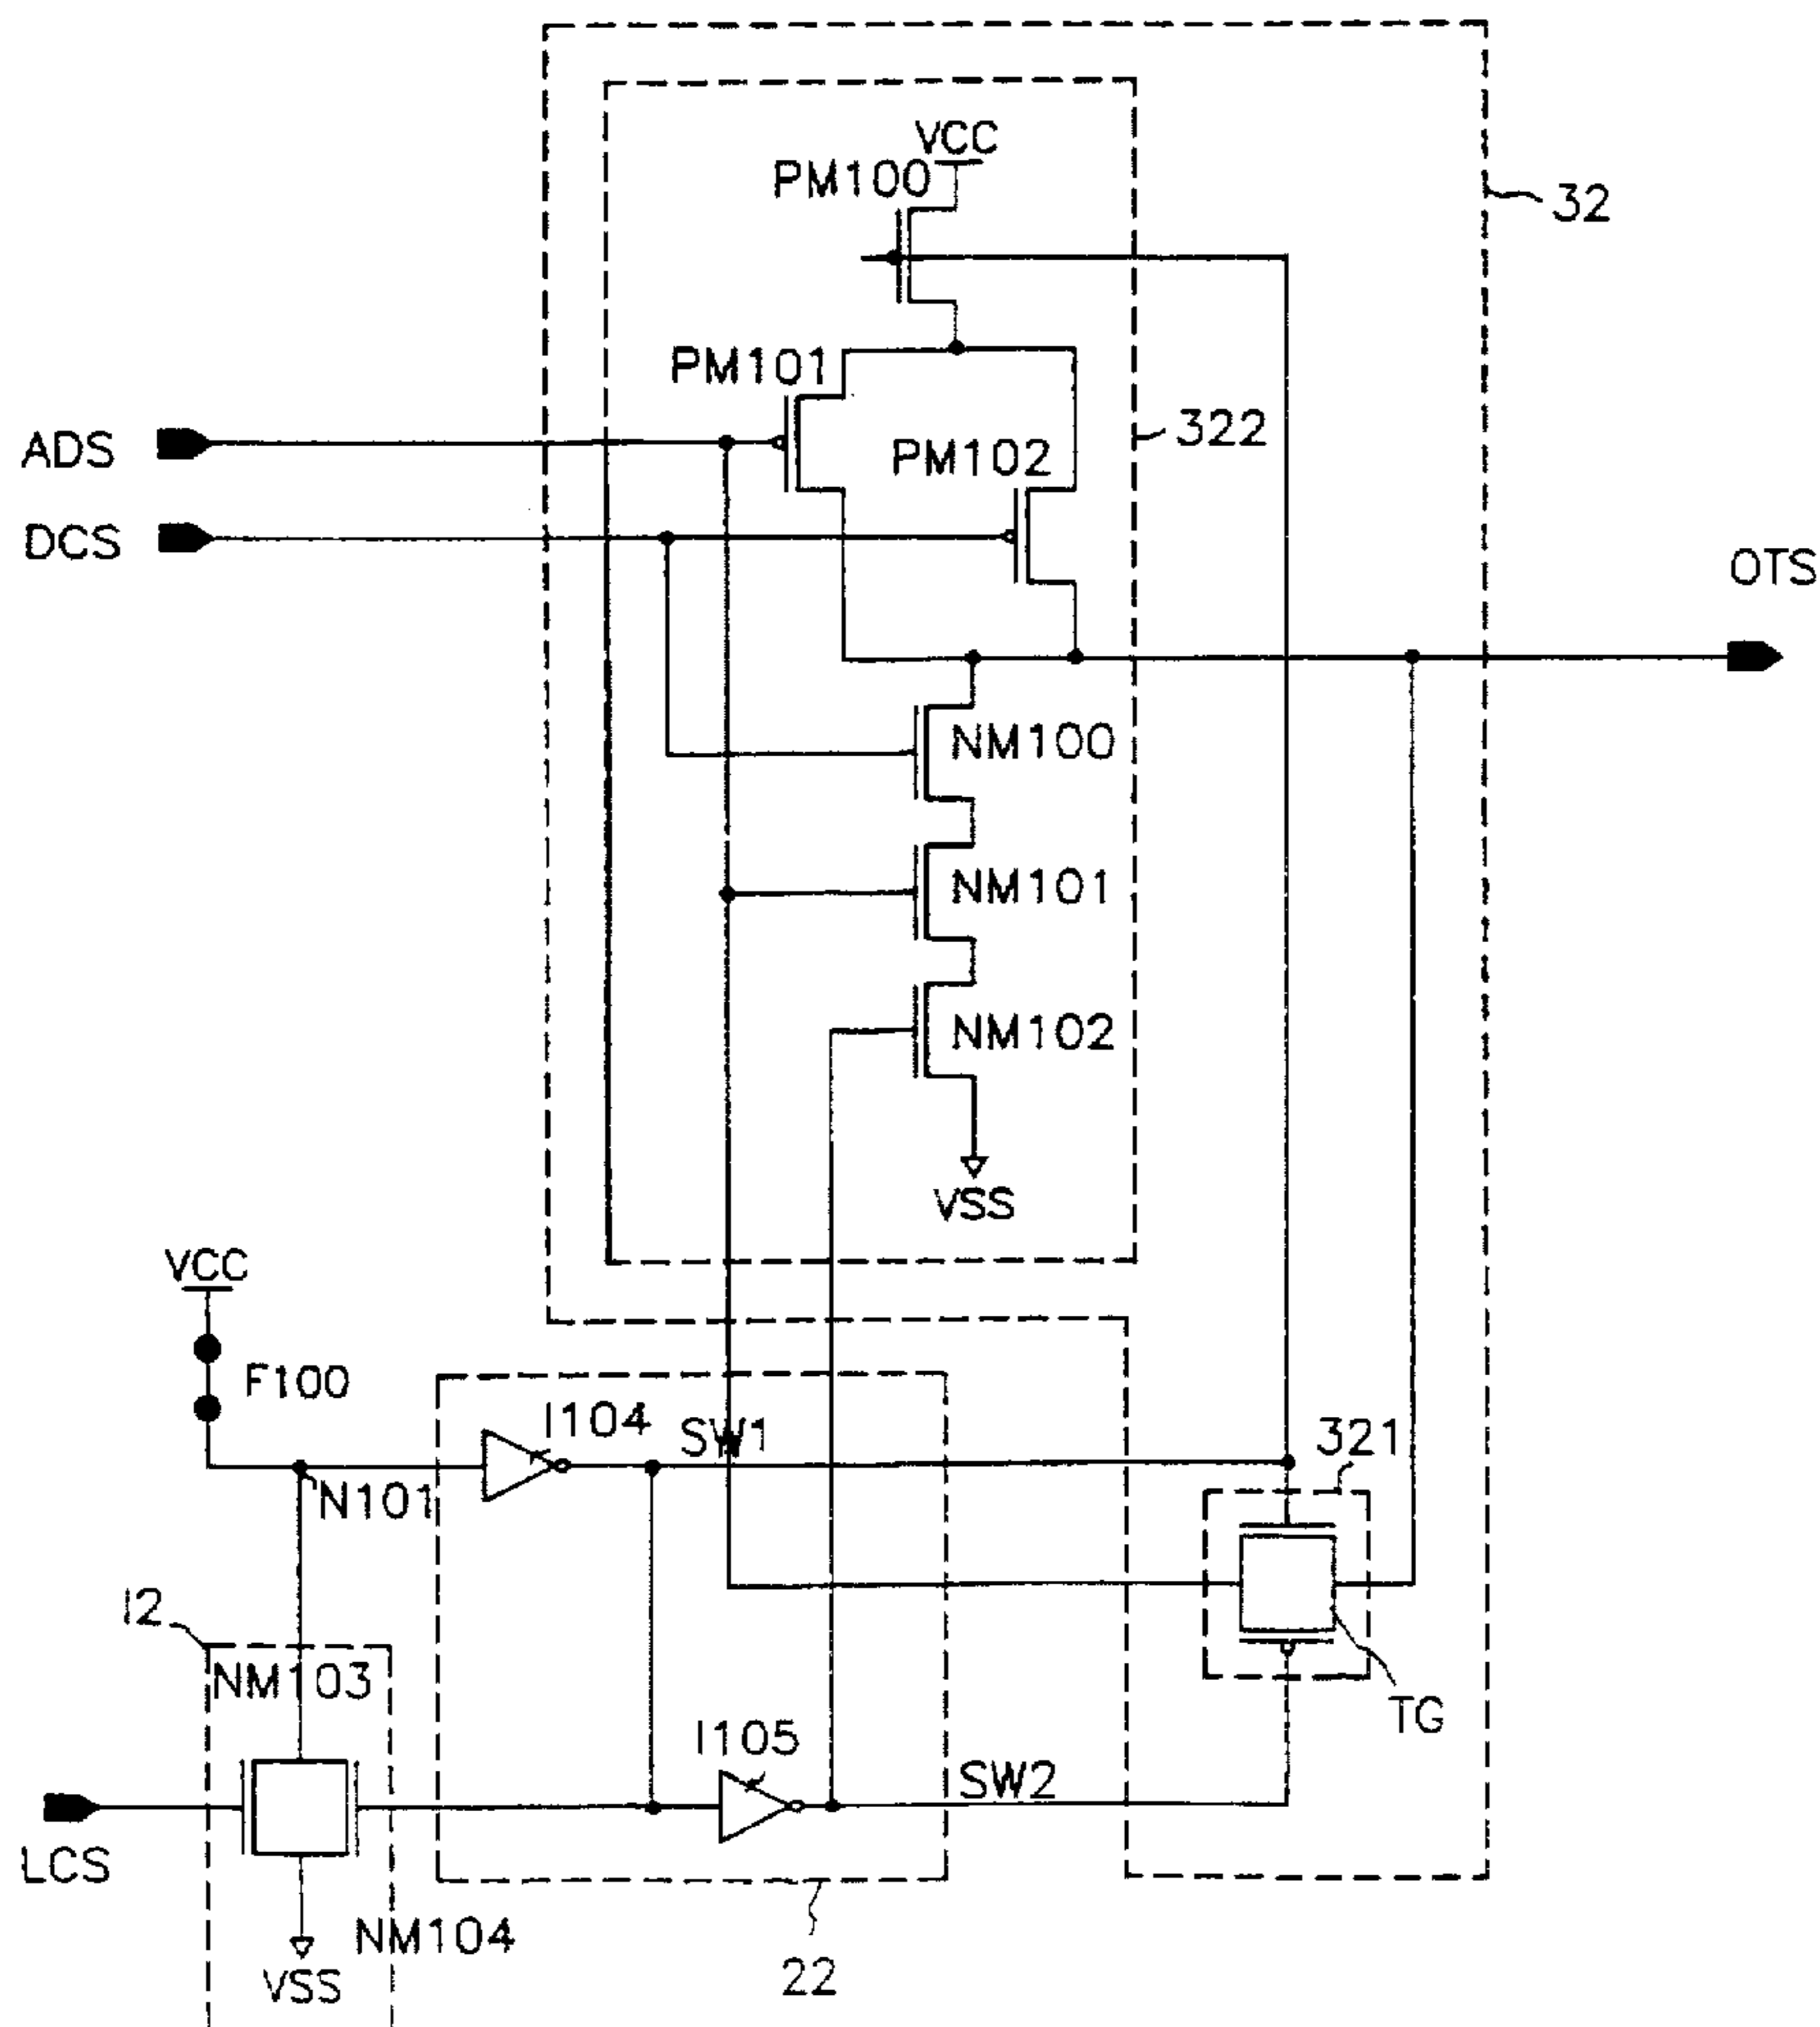 VCC
PM100
32
PM101
322
ADS
PM102
DCS
OTS
NM100
NM101
NM102
VSS
VCC
F100
I104
SW1
321
N101
12
NM103
TG
I105
SW2
LCS
NM104
VSS
22